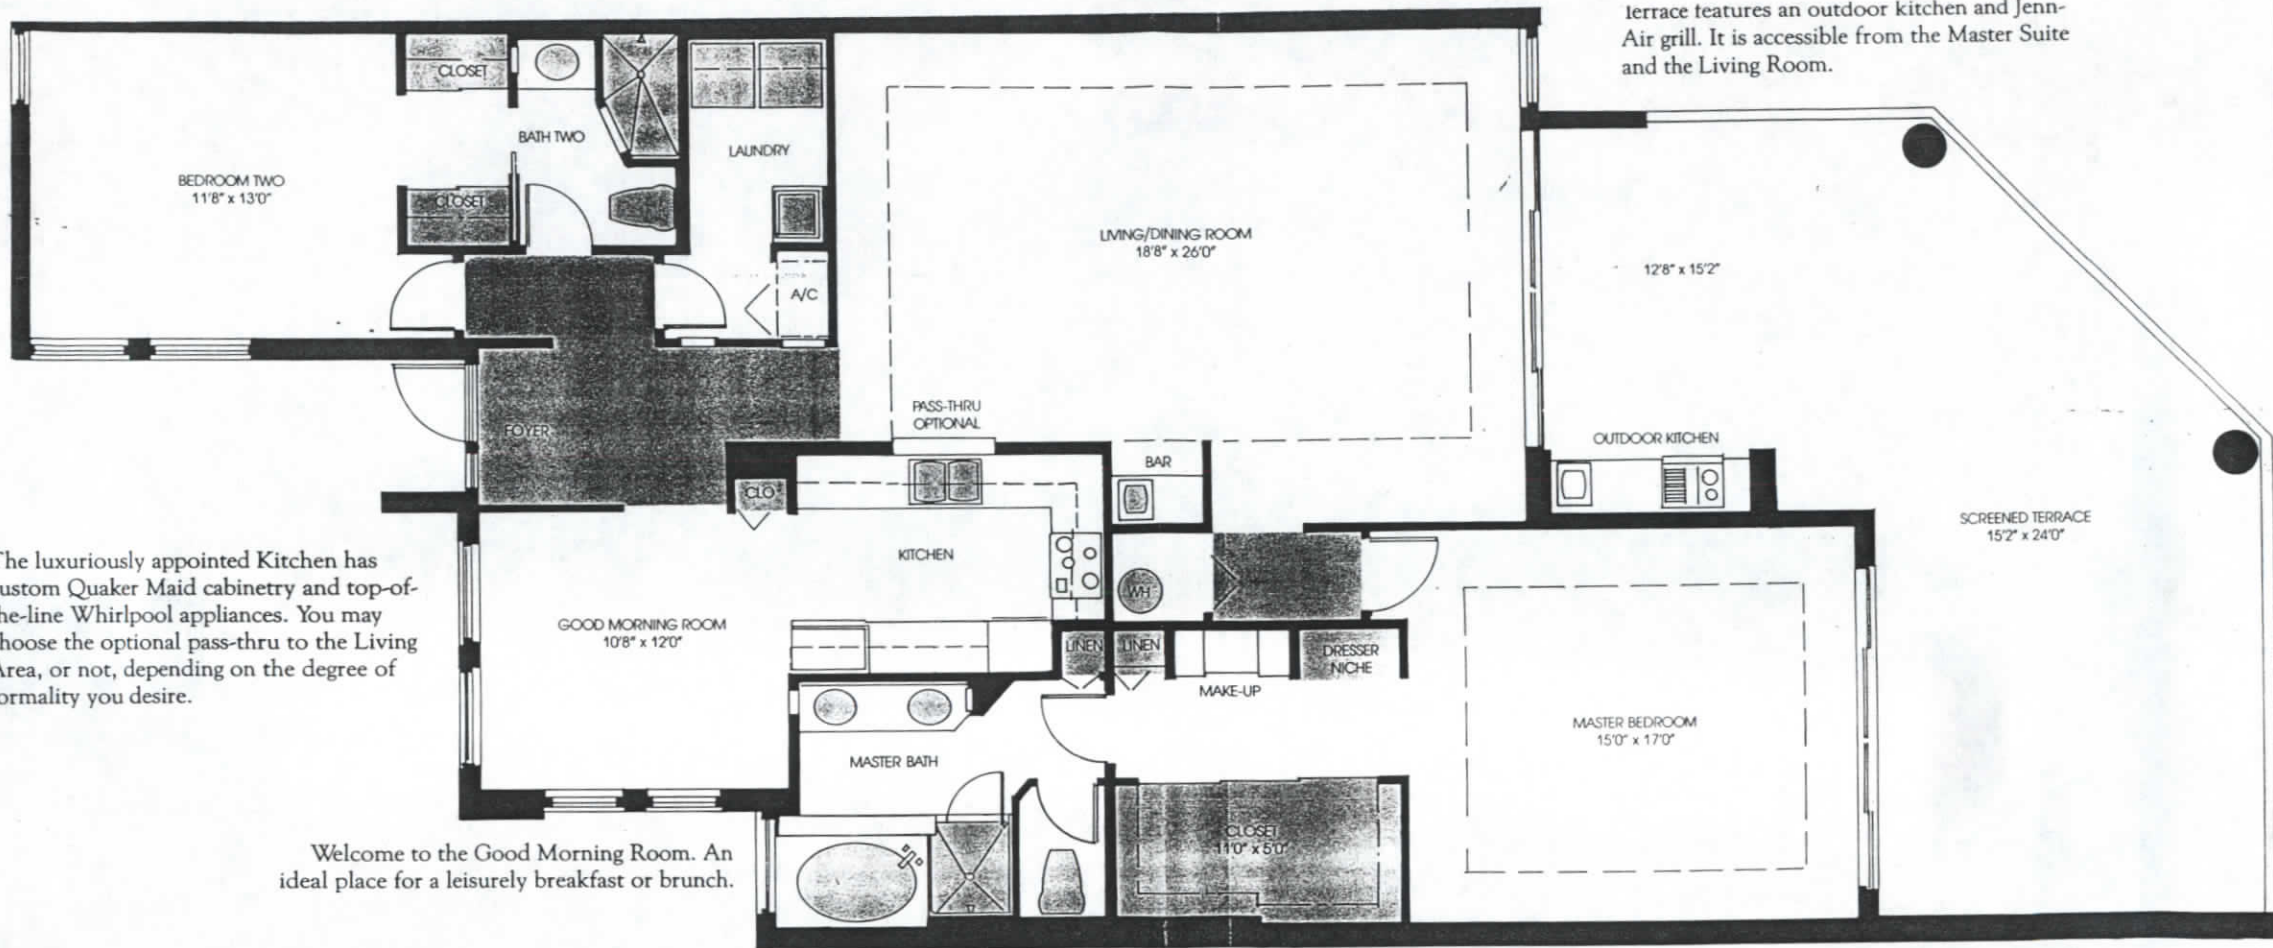 Terrace features an outdoor kitchen and Jenn-
Air grill. It is accessible from the Master Suite
and the Living Room.
CLOSET
BATH TWO
LAUNDRY
BEDROOM TWO
11'8" x 13'0"
CLOSET
A/C
LIVING/DINING ROOM
18'8" x 26'0"
12'8" x 15'2"
PASS-THRU
OPTIONAL
FOYER
CLO
BAR
OUTDOOR KITCHEN
SCREENED TERRACE
15'2" x 24'0"
KITCHEN
WH
The luxuriously appointed Kitchen has
custom Quaker Maid cabinetry and top-of-
the-line Whirlpool appliances. You may
choose the optional pass-thru to the Living
Area, or not, depending on the degree of
formality you desire.
GOOD MORNING ROOM
10'8" x 12'0"
LINEN
LINEN
MAKE-UP
DRESSER
NICHE
MASTER BEDROOM
15'0" x 17'0"
MASTER BATH
CLOSET
11'0" x 5'0"
Welcome to the Good Morning Room. An
ideal place for a leisurely breakfast or brunch.